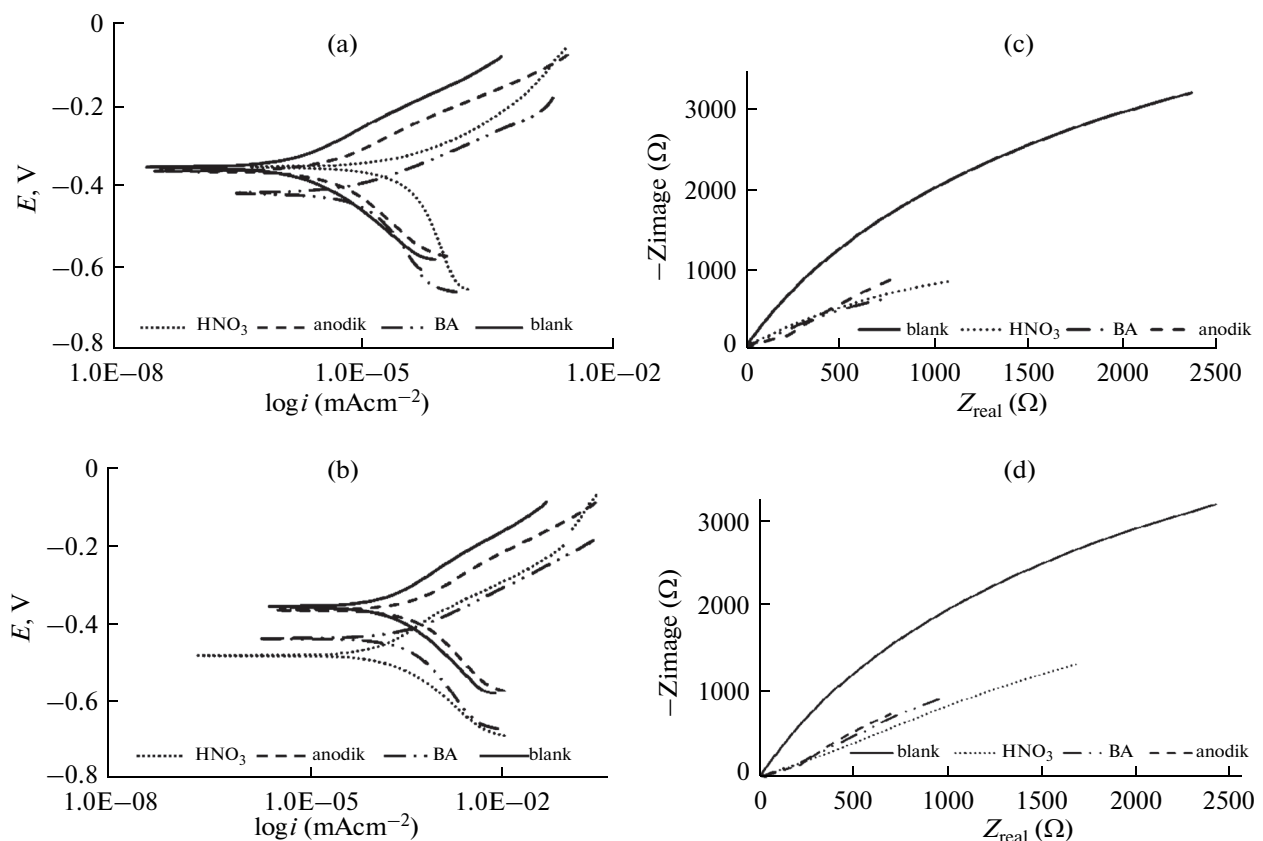 (a)
0
−0.2
−0.4
−0.6
−0.8
E, V
HNO3 anodik BA blank
1.0E−08 1.0E−05 1.0E−02
log i (mAcm−2)
(c)
3000
2000
1000
0
−Zimage (Ω)
blank HNO3 BA anodik
0 500 1000 1500 2000 2500
Zreal (Ω)
(b)
0
−0.2
−0.4
−0.6
−0.8
E, V
HNO3 anodik BA blank
1.0E−08 1.0E−05 1.0E−02
log i (mAcm−2)
(d)
3000
2000
1000
0
−Zimage (Ω)
blank HNO3 BA anodik
0 500 1000 1500 2000 2500
Zreal (Ω)